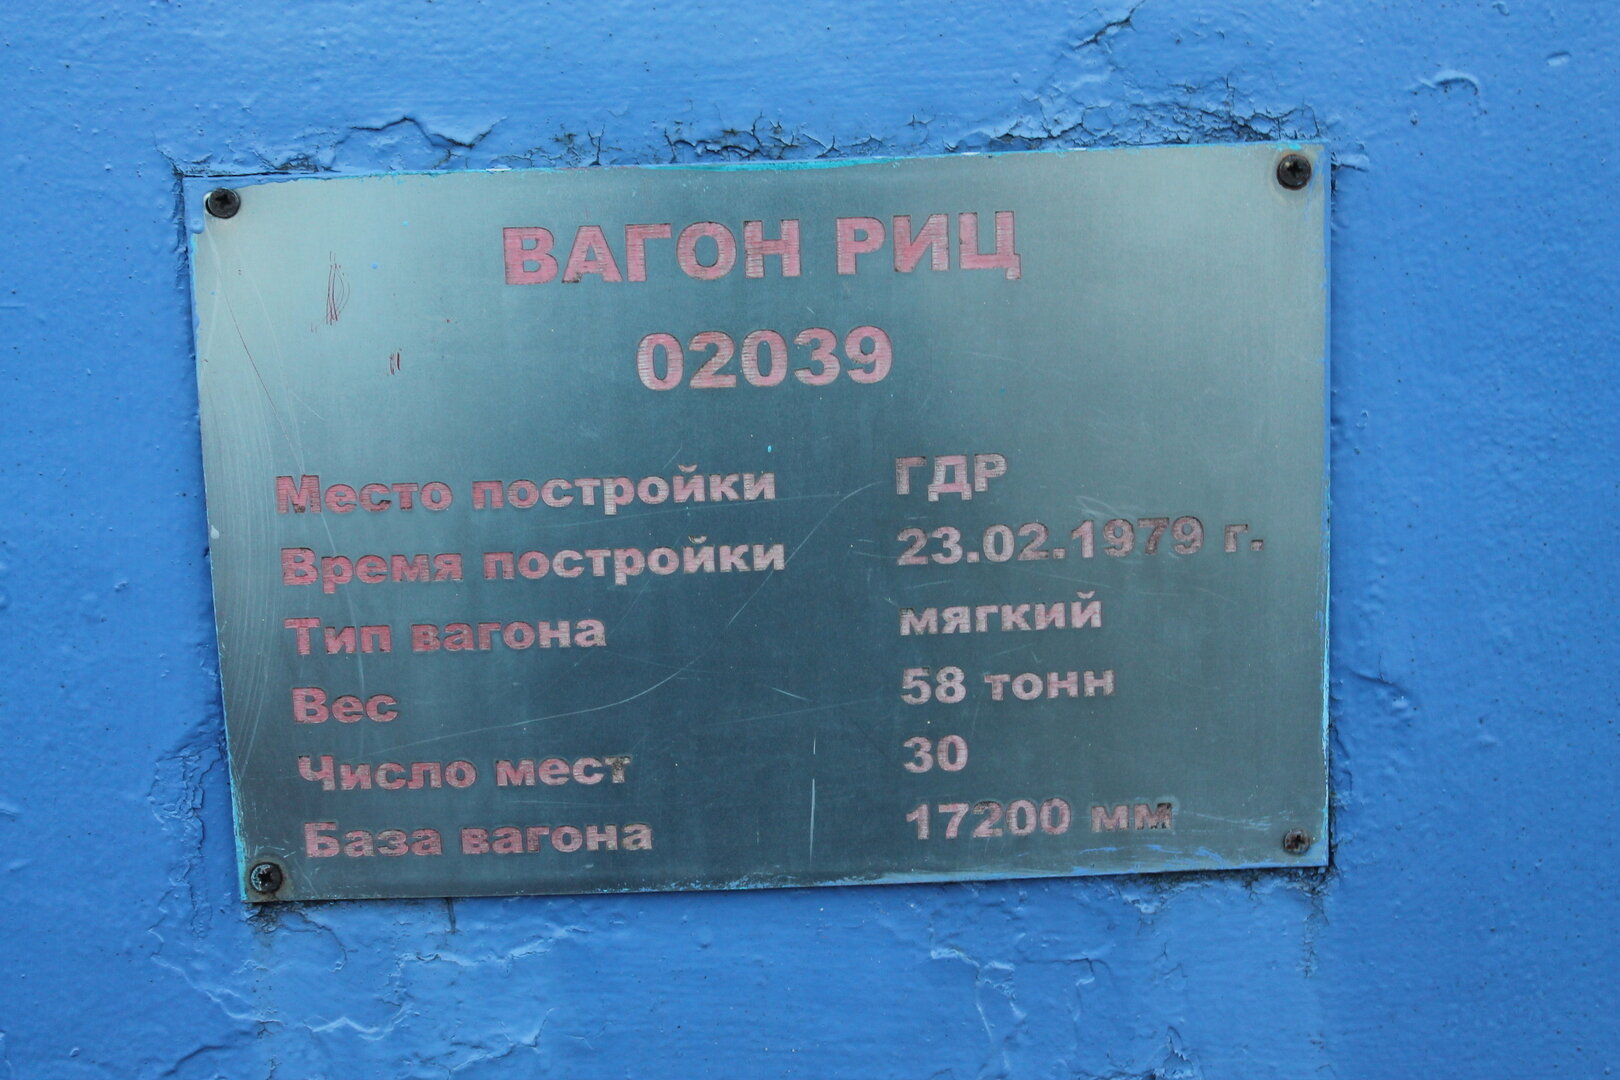 ВАГОН РИЦ
02039
Место постройки ГДР
Время постройки 23.02.1979 г.
Тип вагона мягкий
Вес 58 тонн
Число мест 30
База вагона 17200 мм